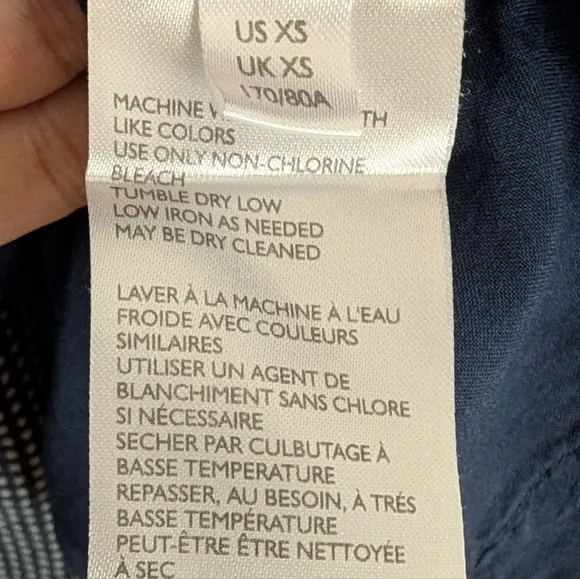 US XS
UK XS
170/80A
MACHINE TH
LIKE COLORS
USE ONLY NON-CHLORINE
BLEACH
TUMBLE DRY LOW
LOW IRON AS NEEDED
MAY BE DRY CLEANED
LAVER À LA MACHINE À L'EAU
FROIDE AVEC COULEURS
SIMILAIRES
UTILISER UN AGENT DE
BLANCHIMENT SANS CHLORE
SI NÉCESSAIRE
SECHER PAR CULBUTAGE À
BASSE TEMPERATURE
REPASSER, AU BESOIN, À TRÉS
BASSE TEMPÉRATURE
PEUT-ÊTRE ÊTRE NETTOYÉE
À SEC